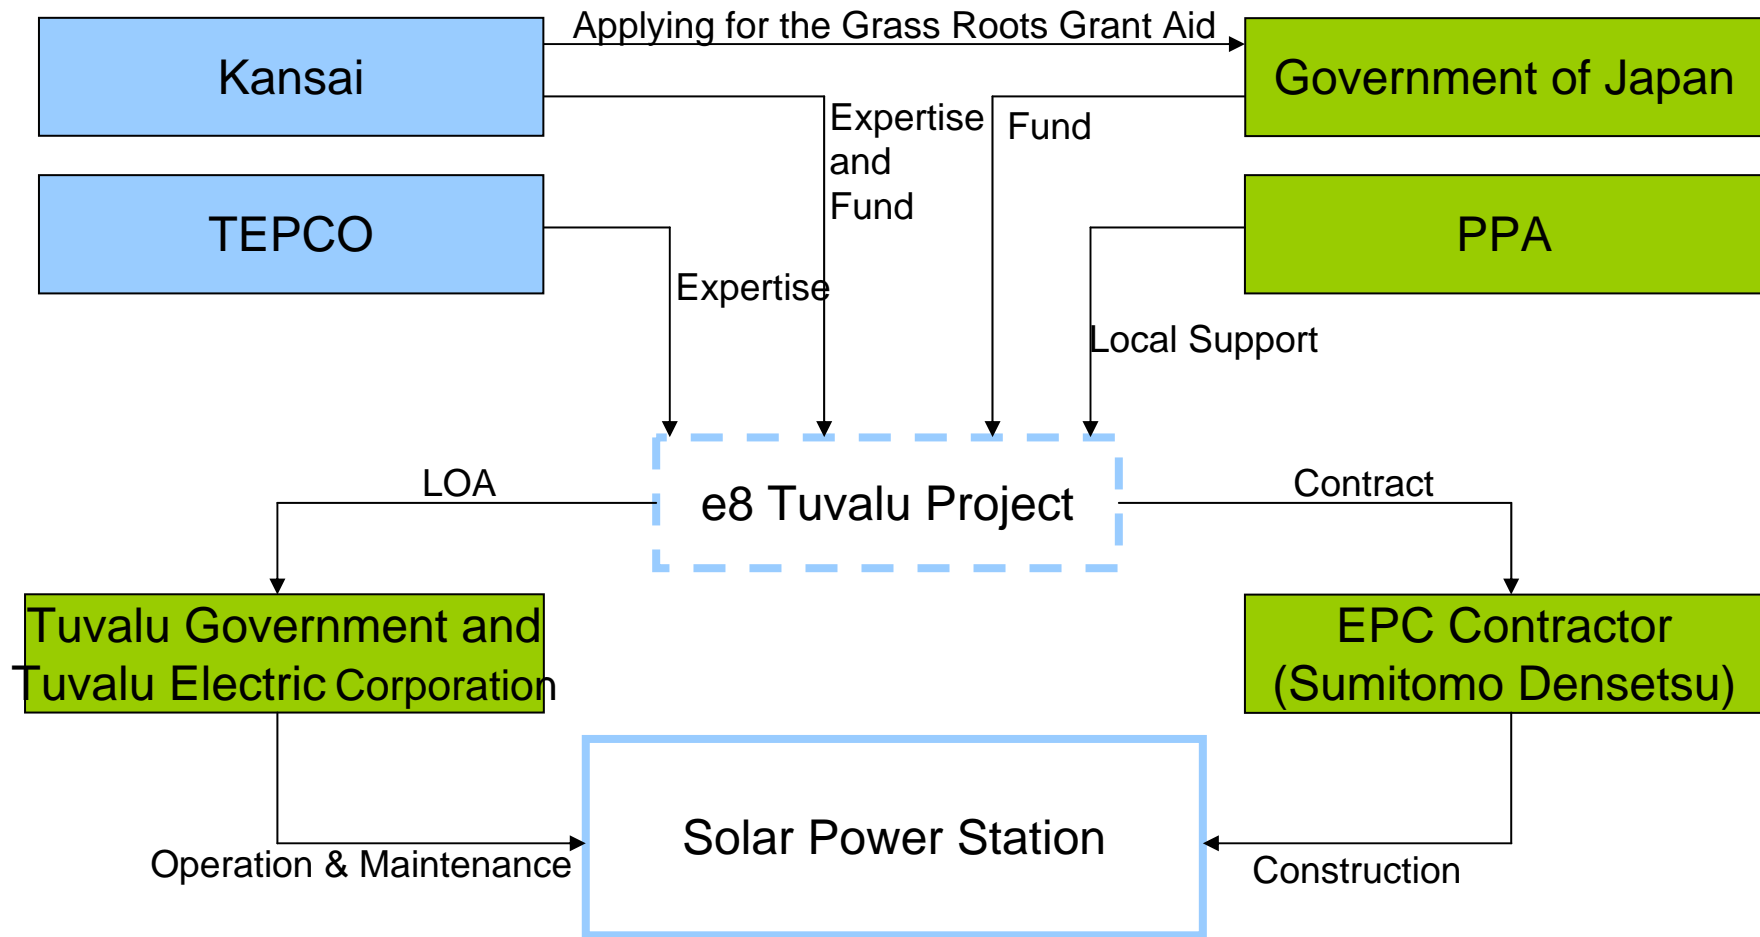 Applying for the Grass Roots Grant Aid
Kansai
Government of Japan
Expertise
and
Fund
Fund
TEPCO
PPA
Expertise
Local Support
LOA
e8 Tuvalu Project
Contract
Tuvalu Government and
Tuvalu Electric Corporation
EPC Contractor
(Sumitomo Densetsu)
Solar Power Station
Operation & Maintenance
Construction